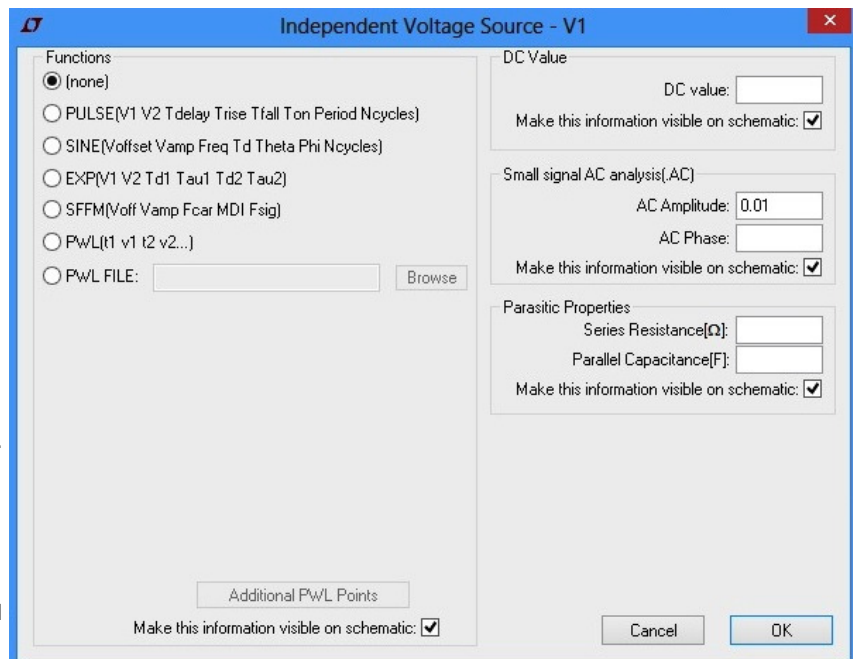 Independent Voltage Source - V1
Functions
(none)
PULSE(V1 V2 Tdelay Trise Tfall Ton Period Ncycles)
SINE(Voffset Vamp Freq Td Theta Phi Ncycles)
EXP(V1 V2 Td1 Tau1 Td2 Tau2)
SFFM(Voff Vamp Fcar MDI Fsig)
PWL(t1 v1 t2 v2...)
PWL FILE:
Browse
Additional PWL Points
Make this information visible on schematic:
DC Value
DC value:
Make this information visible on schematic:
Small signal AC analysis(.AC)
AC Amplitude: 0.01
AC Phase:
Make this information visible on schematic:
Parasitic Properties
Series Resistance[Ω]:
Parallel Capacitance[F]:
Make this information visible on schematic:
Cancel
OK